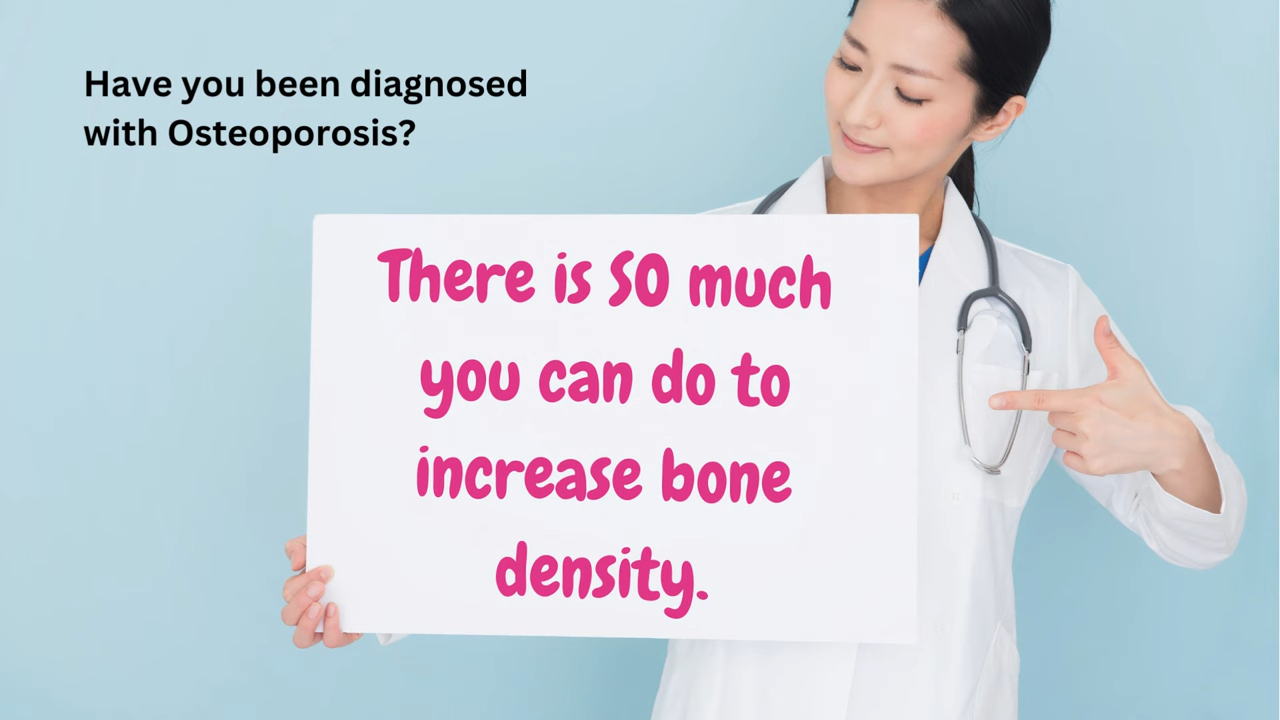 Have you been diagnosed
with Osteoporosis?
There is SO much
you can do to
increase bone
density.